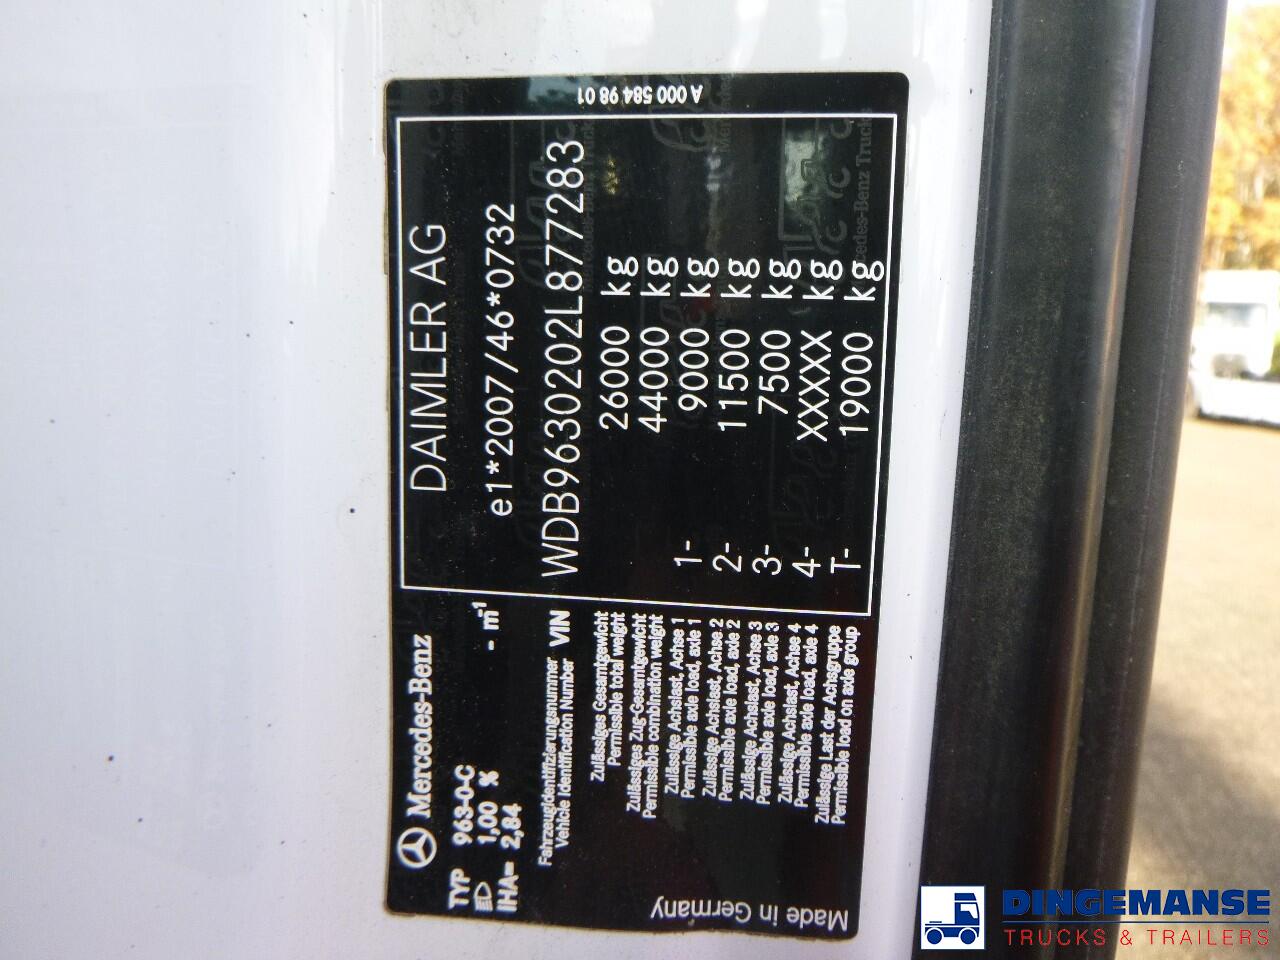 Mercedes-Benz
DAIMLER AG
TYP 963-0-C
1,00 % - m-1
e1*2007/46*0732
IHA= 2,84
Fahrzeugidentifizierungsnummer
Vehicle Identification Number VIN
WDB96302021L877283
Zulässiges Gesamtgewicht
Permissible total weight
26000 kg
Zulässiges Zug-Gesamtgewicht
Permissible combination weight
44000 kg
Zulässige Achslast, Achse 1
Permissible axle load, axle 1
1- 9000 kg
Zulässige Achslast, Achse 2
Permissible axle load, axle 2
2- 11500 kg
Zulässige Achslast, Achse 3
Permissible axle load, axle 3
3- 7500 kg
Zulässige Achslast, Achse 4
Permissible axle load, axle 4
4- XXXXX kg
Zulässige Last der Achsgruppe
Permissible load on axle group
T- 19000 kg
Made in Germany
A 000 584 98 01
DINGEMANSE
TRUCKS & TRAILERS